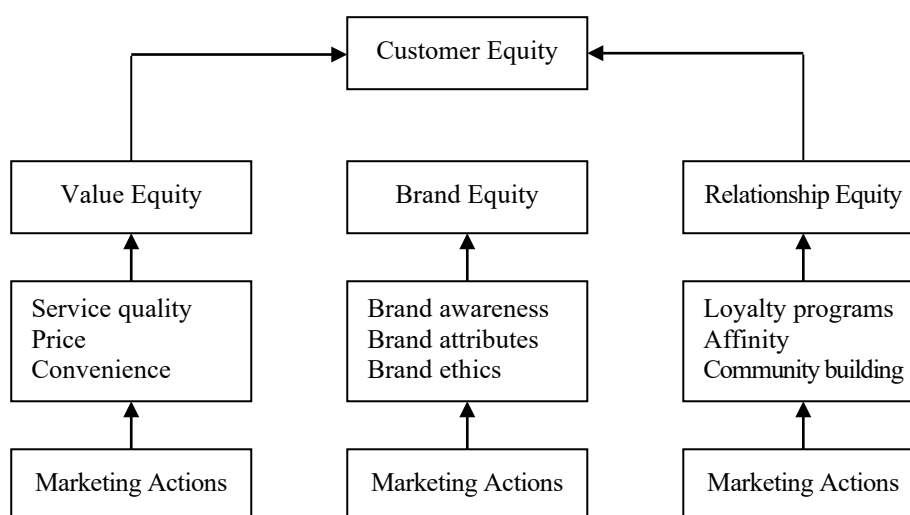 Customer Equity
Value Equity
Brand Equity
Relationship Equity
Service quality
Price
Convenience
Brand awareness
Brand attributes
Brand ethics
Loyalty programs
Affinity
Community building
Marketing Actions
Marketing Actions
Marketing Actions